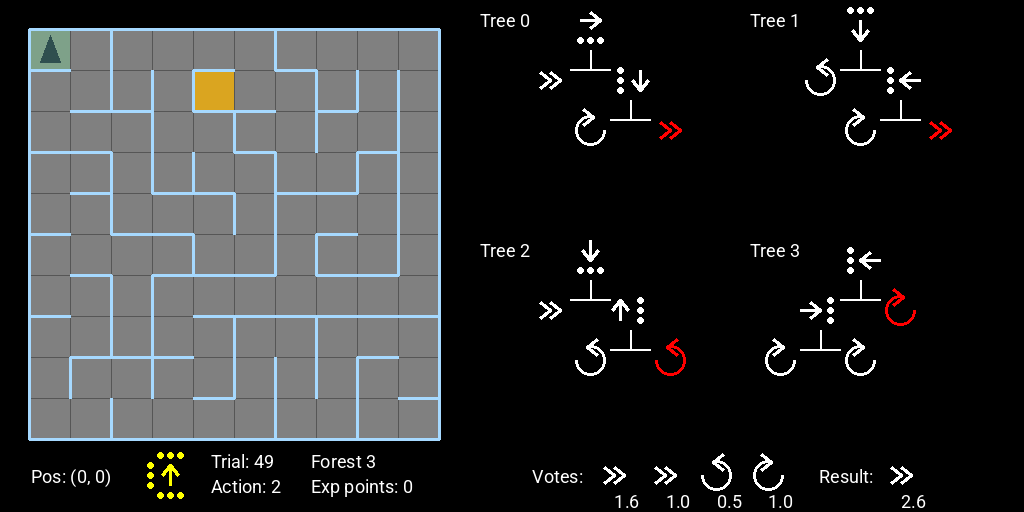 Tree 0
Tree 1
Tree 2
Tree 3
Pos: (0, 0)
Trial: 49
Forest 3
Action: 2
Exp points: 0
Votes:
1.6
1.0
0.5
1.0
Result:
2.6